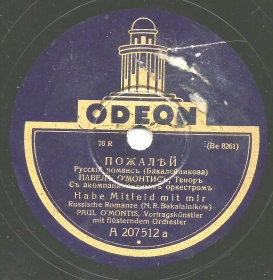 ODEON
78 R (Be 8261)
ПОЖАЛѢЙ
Русскій романсъ (Бакалейникова)
ПАВЕЛЪ О'МОНТИСЪ, Теноръ
Съ акомпаниментомъ оркестромъ
Habe Mitleid mit mir
Russische Romanze (N.R. Bakaleinikow)
PAUL O'MONTIS, Vortragskünstler
mit flüsterndem Orchester
A 207512 a